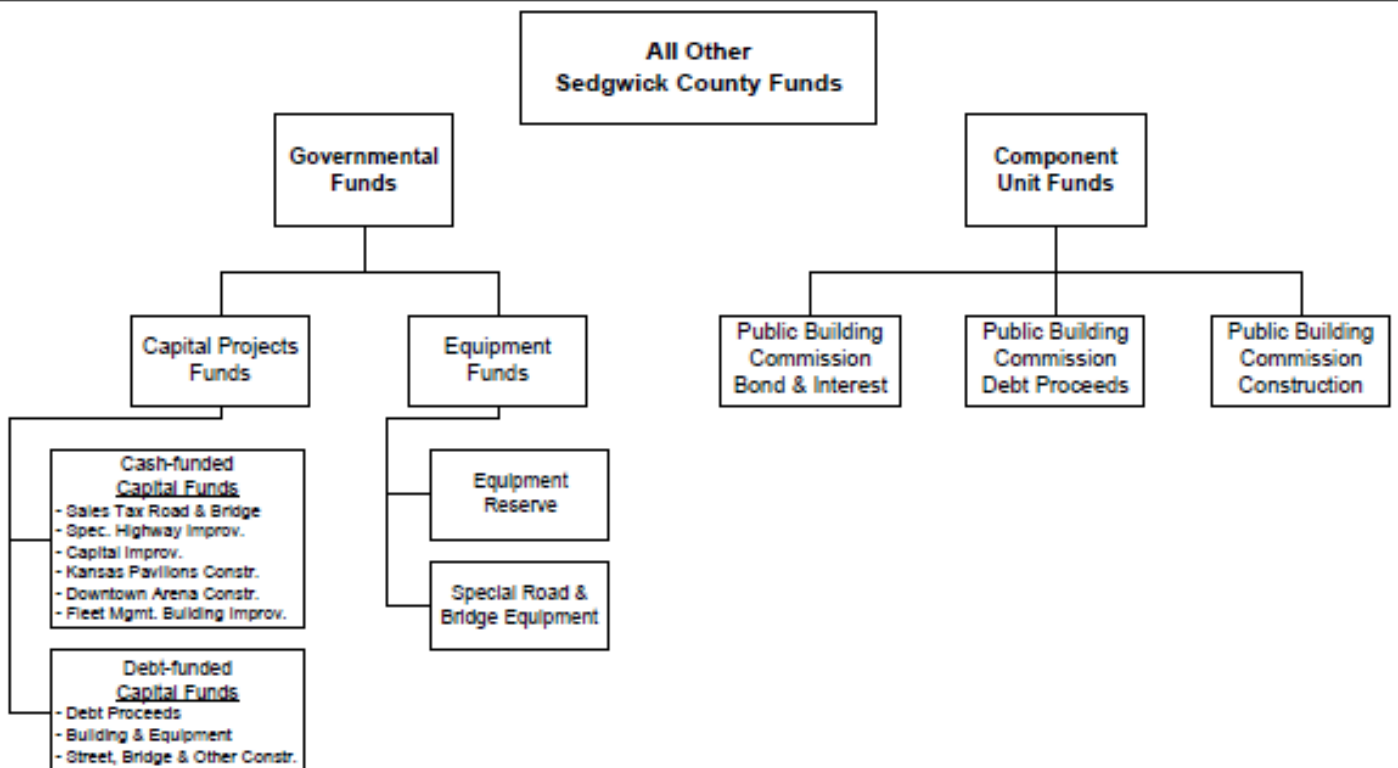 All Other
Sedgwick County Funds
Governmental
Funds
Component
Unit Funds
Capital Projects
Funds
Equipment
Funds
Public Building
Commission
Bond & Interest
Public Building
Commission
Debt Proceeds
Public Building
Commission
Construction
Cash-funded
Capital Funds
- Sales Tax Road & Bridge
- Spec. Highway Improv.
- Capital Improv.
- Kansas Pavilions Constr.
- Downtown Arena Constr.
- Fleet Mgmt. Building Improv.
Equipment
Reserve
Special Road &
Bridge Equipment
Debt-funded
Capital Funds
- Debt Proceeds
- Building & Equipment
- Street, Bridge & Other Constr.